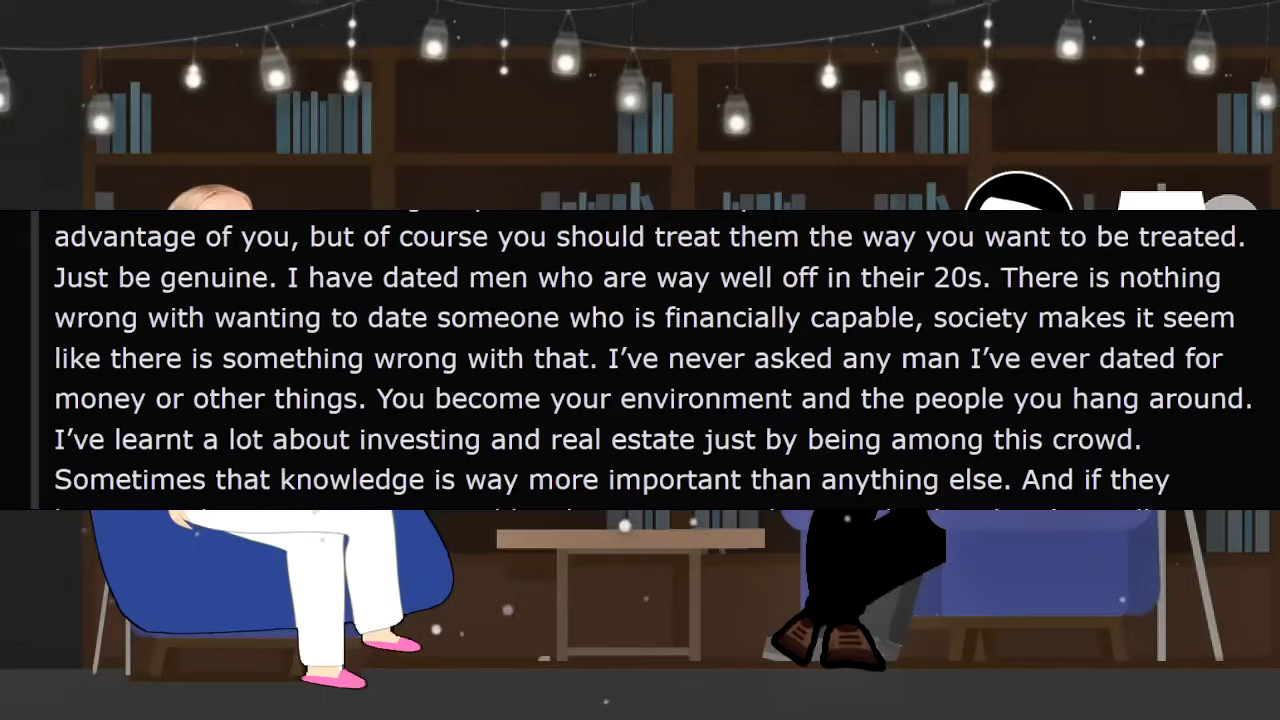 advantage of you, but of course you should treat them the way you want to be treated.
Just be genuine. I have dated men who are way well off in their 20s. There is nothing
wrong with wanting to date someone who is financially capable, society makes it seem
like there is something wrong with that. I’ve never asked any man I’ve ever dated for
money or other things. You become your environment and the people you hang around.
I’ve learnt a lot about investing and real estate just by being among this crowd.
Sometimes that knowledge is way more important than anything else. And if they